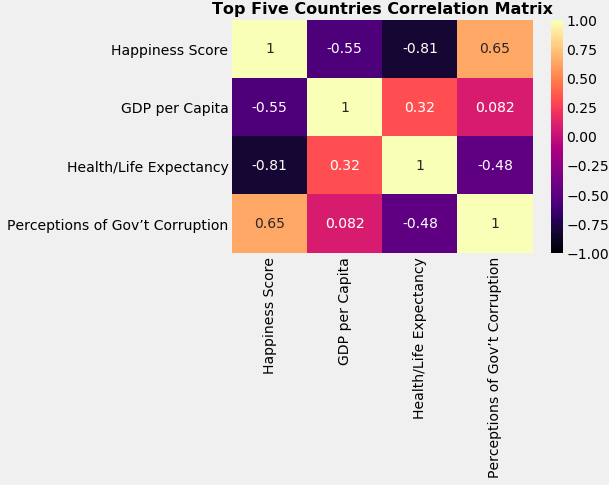 Top Five Countries Correlation Matrix
Happiness Score 1 -0.55 -0.81 0.65
GDP per Capita -0.55 1 0.32 0.082
Health/Life Expectancy -0.81 0.32 1 -0.48
Perceptions of Gov’t Corruption 0.65 0.082 -0.48 1
Happiness Score
GDP per Capita
Health/Life Expectancy
Perceptions of Gov’t Corruption
1.00
0.75
0.50
0.25
0.00
−0.25
−0.50
−0.75
−1.00